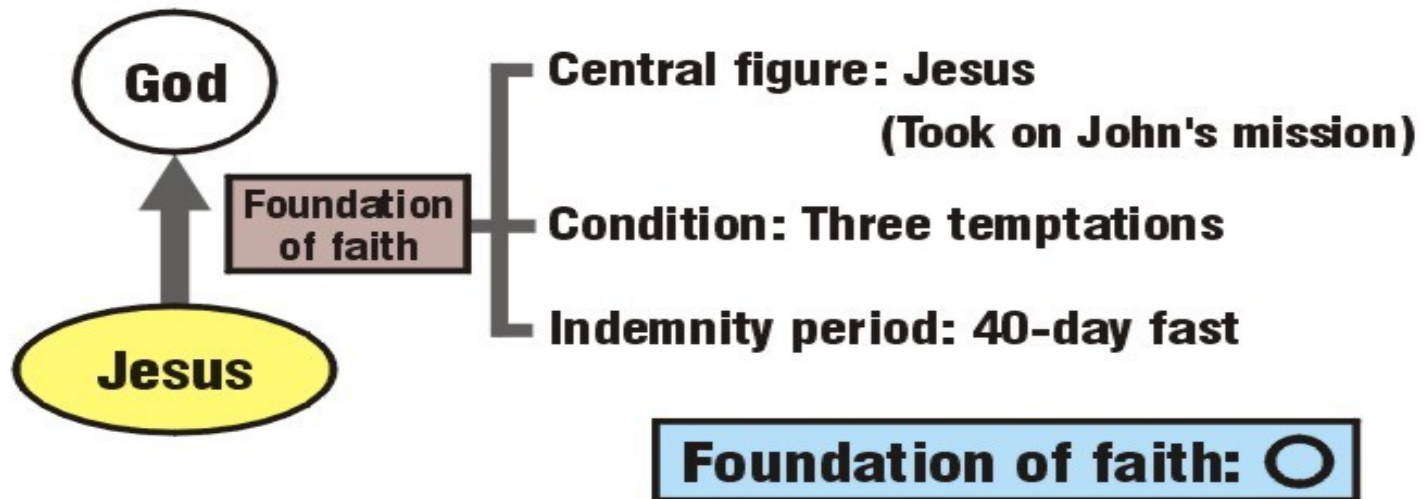 God
Central figure: Jesus
(Took on John's mission)
Foundation
of faith
Condition: Three temptations
Indemnity period: 40-day fast
Jesus
Foundation of faith: ○